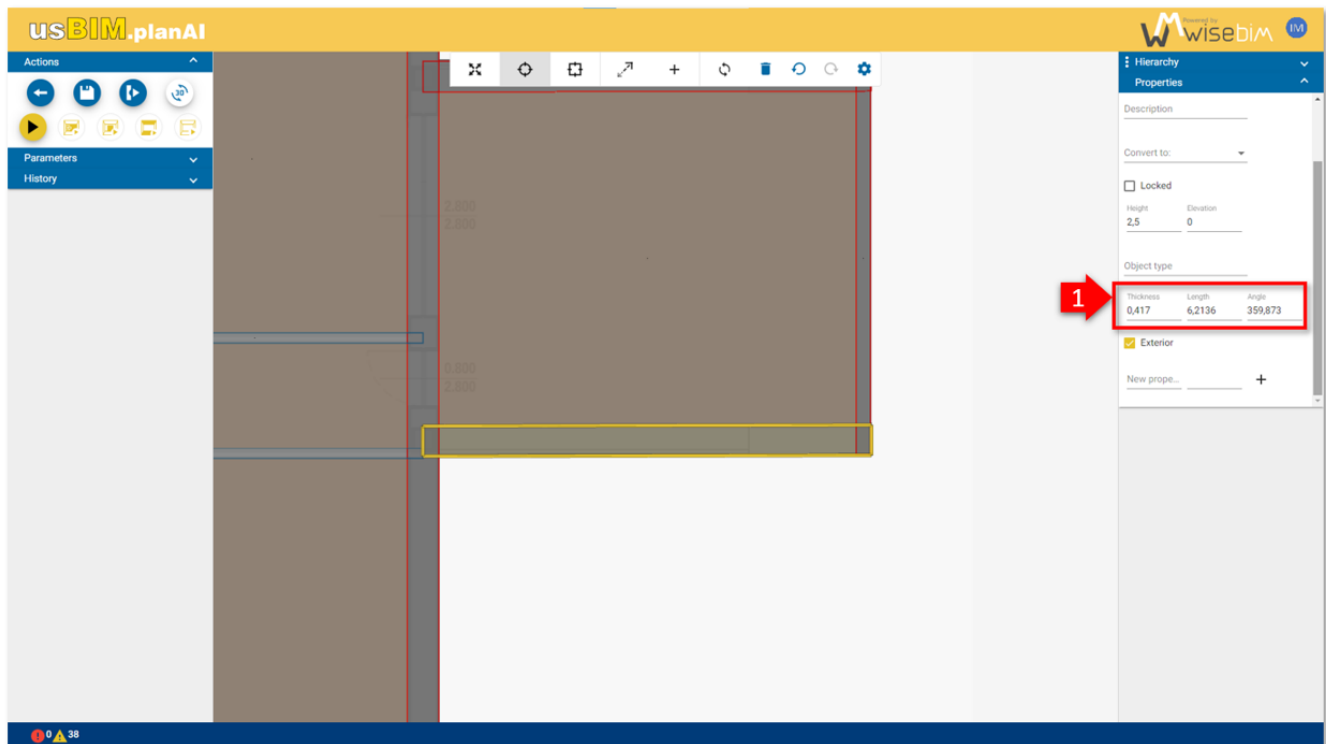 usBIM.planAI
Powered by
wisebim
IM
Actions
Hierarchy
Properties
3D
Description
Parameters
Convert to:
History
Locked
2.800
2.800
Height Elevation
2,5 0
Object type
1
Thickness Length Angle
0,417 6,2136 359,873
Exterior
0.800
2.800
New prope...
0 38